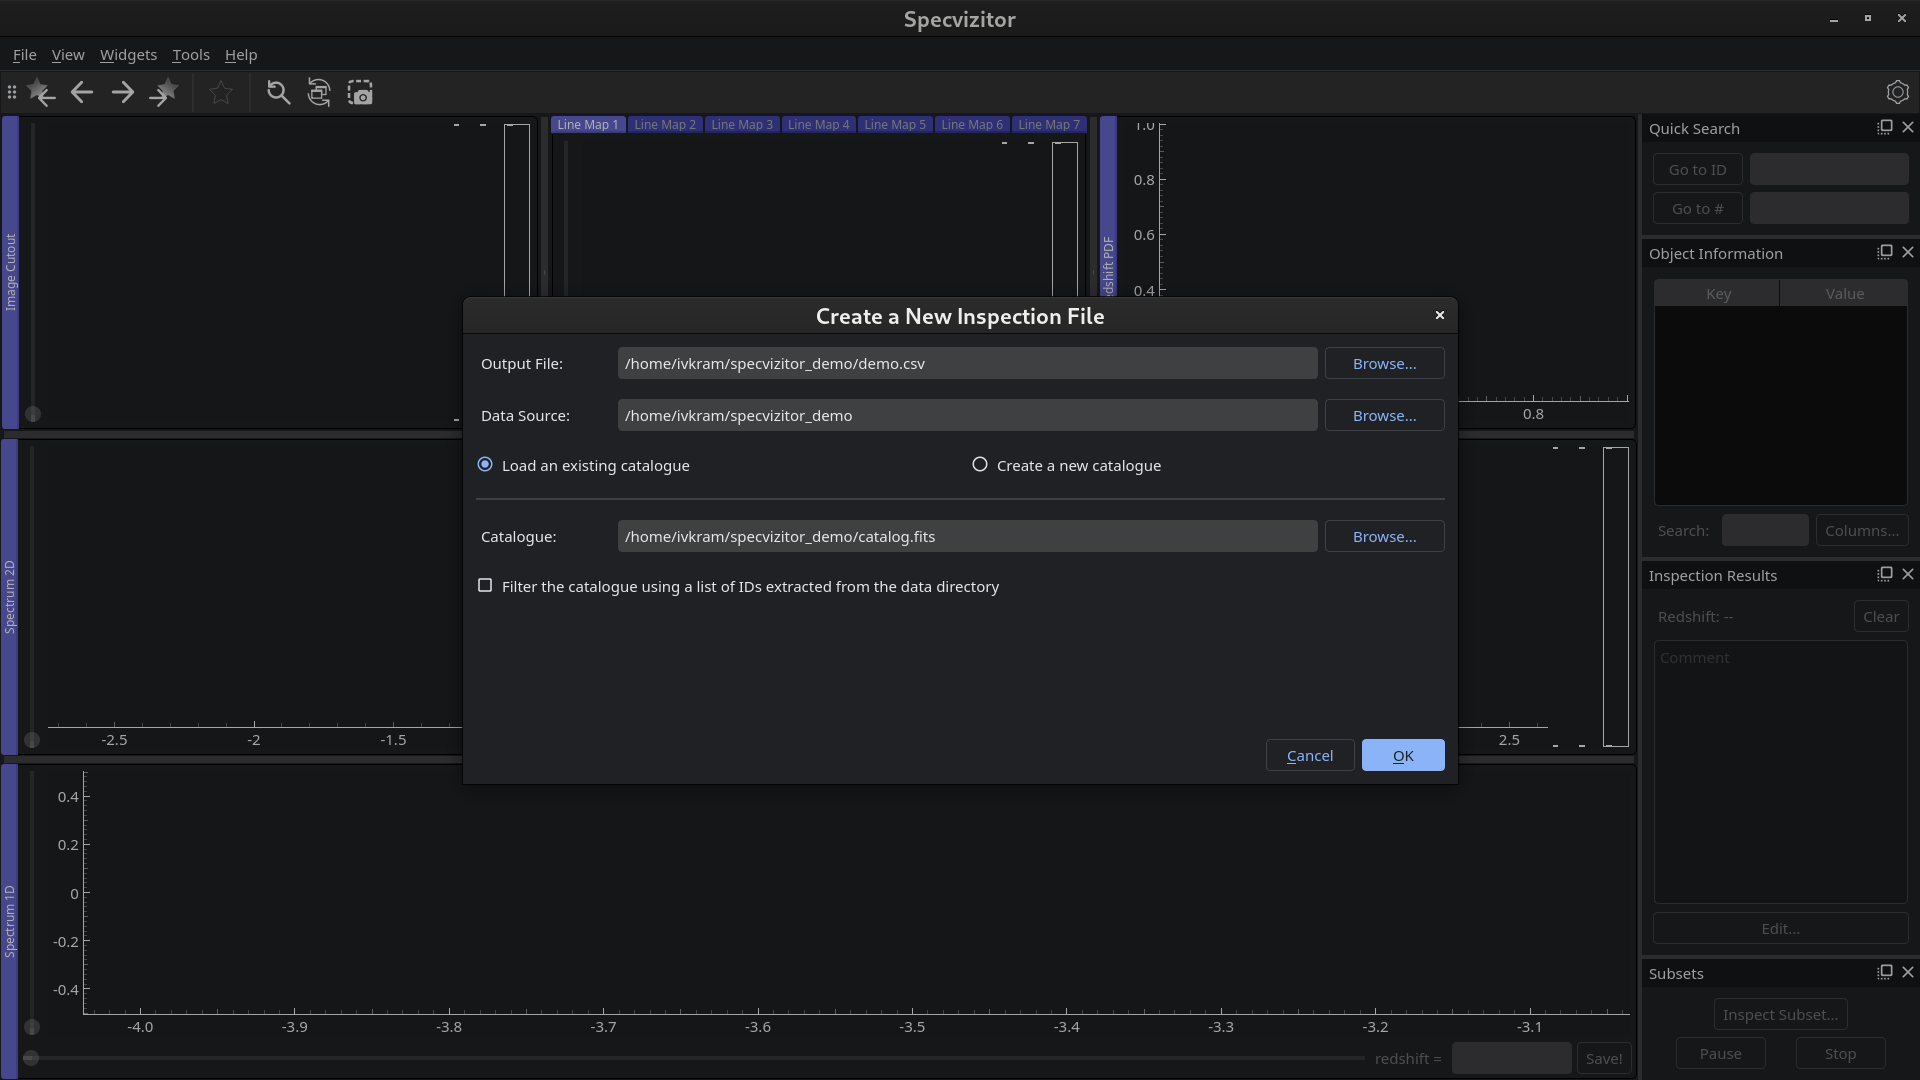 Specvizitor
File View Widgets Tools Help
Line Map 1 Line Map 2 Line Map 3 Line Map 4 Line Map 5 Line Map 6 Line Map 7
Image Cutout
1.0
0.8
0.6
0.4
0.8
dshift PDF
Quick Search
Go to ID
Go to #
Object Information
Key Value
Search: Columns...
Create a New Inspection File
Output File: /home/ivkram/specvizitor_demo/demo.csv Browse...
Data Source: /home/ivkram/specvizitor_demo Browse...
Load an existing catalogue Create a new catalogue
Catalogue: /home/ivkram/specvizitor_demo/catalog.fits Browse...
Filter the catalogue using a list of IDs extracted from the data directory
Cancel OK
Spectrum 2D
-2.5 -2 -1.5 2.5
Inspection Results
Redshift: -- Clear
Comment
Edit...
Spectrum 1D
0.4
0.2
0
-0.2
-0.4
-4.0 -3.9 -3.8 -3.7 -3.6 -3.5 -3.4 -3.3 -3.2 -3.1
redshift = Save!
Subsets
Inspect Subset...
Pause Stop